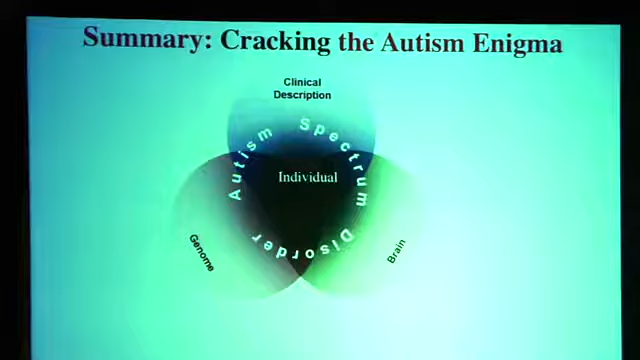 Summary: Cracking the Autism Enigma
Clinical
Description
Autism Spectrum Disorder
Individual
Genome
Brain